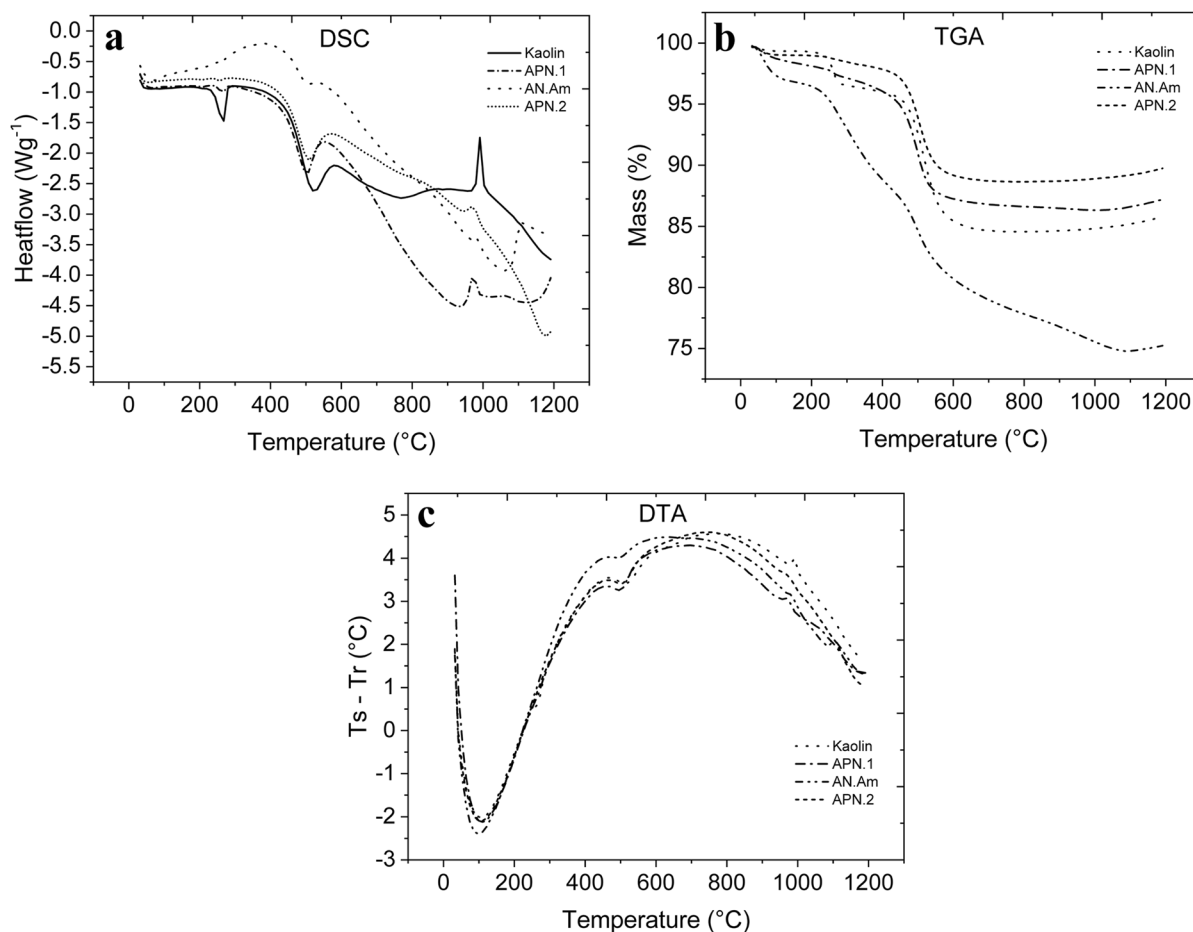 a
DSC
Kaolin
APN.1
AN.Am
APN.2
0.0
-0.5
-1.0
-1.5
-2.0
-2.5
-3.0
-3.5
-4.0
-4.5
-5.0
-5.5
Heatflow (Wg⁻¹)
0 200 400 600 800 1000 1200
Temperature (°C)
b
TGA
Kaolin
APN.1
AN.Am
APN.2
100
95
90
85
80
75
Mass (%)
0 200 400 600 800 1000 1200
Temperature (°C)
c
DTA
5
4
3
2
1
0
-1
-2
-3
Ts - Tr (°C)
Kaolin
APN.1
AN.Am
APN.2
0 200 400 600 800 1000 1200
Temperature (°C)